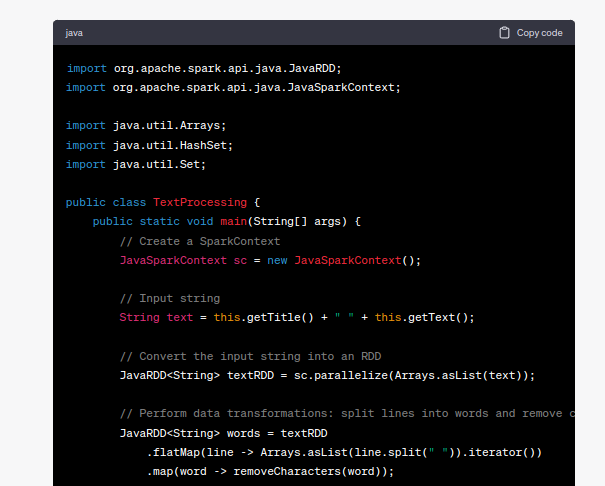 java
Copy code
import org.apache.spark.api.java.JavaRDD;
import org.apache.spark.api.java.JavaSparkContext;
import java.util.Arrays;
import java.util.HashSet;
import java.util.Set;
public class TextProcessing {
public static void main(String[] args) {
// Create a SparkContext
JavaSparkContext sc = new JavaSparkContext();
// Input string
String text = this.getTitle() + " " + this.getText();
// Convert the input string into an RDD
JavaRDD<String> textRDD = sc.parallelize(Arrays.asList(text));
// Perform data transformations: split lines into words and remove c
JavaRDD<String> words = textRDD
.flatMap(line -> Arrays.asList(line.split(" ")).iterator())
.map(word -> removeCharacters(word));